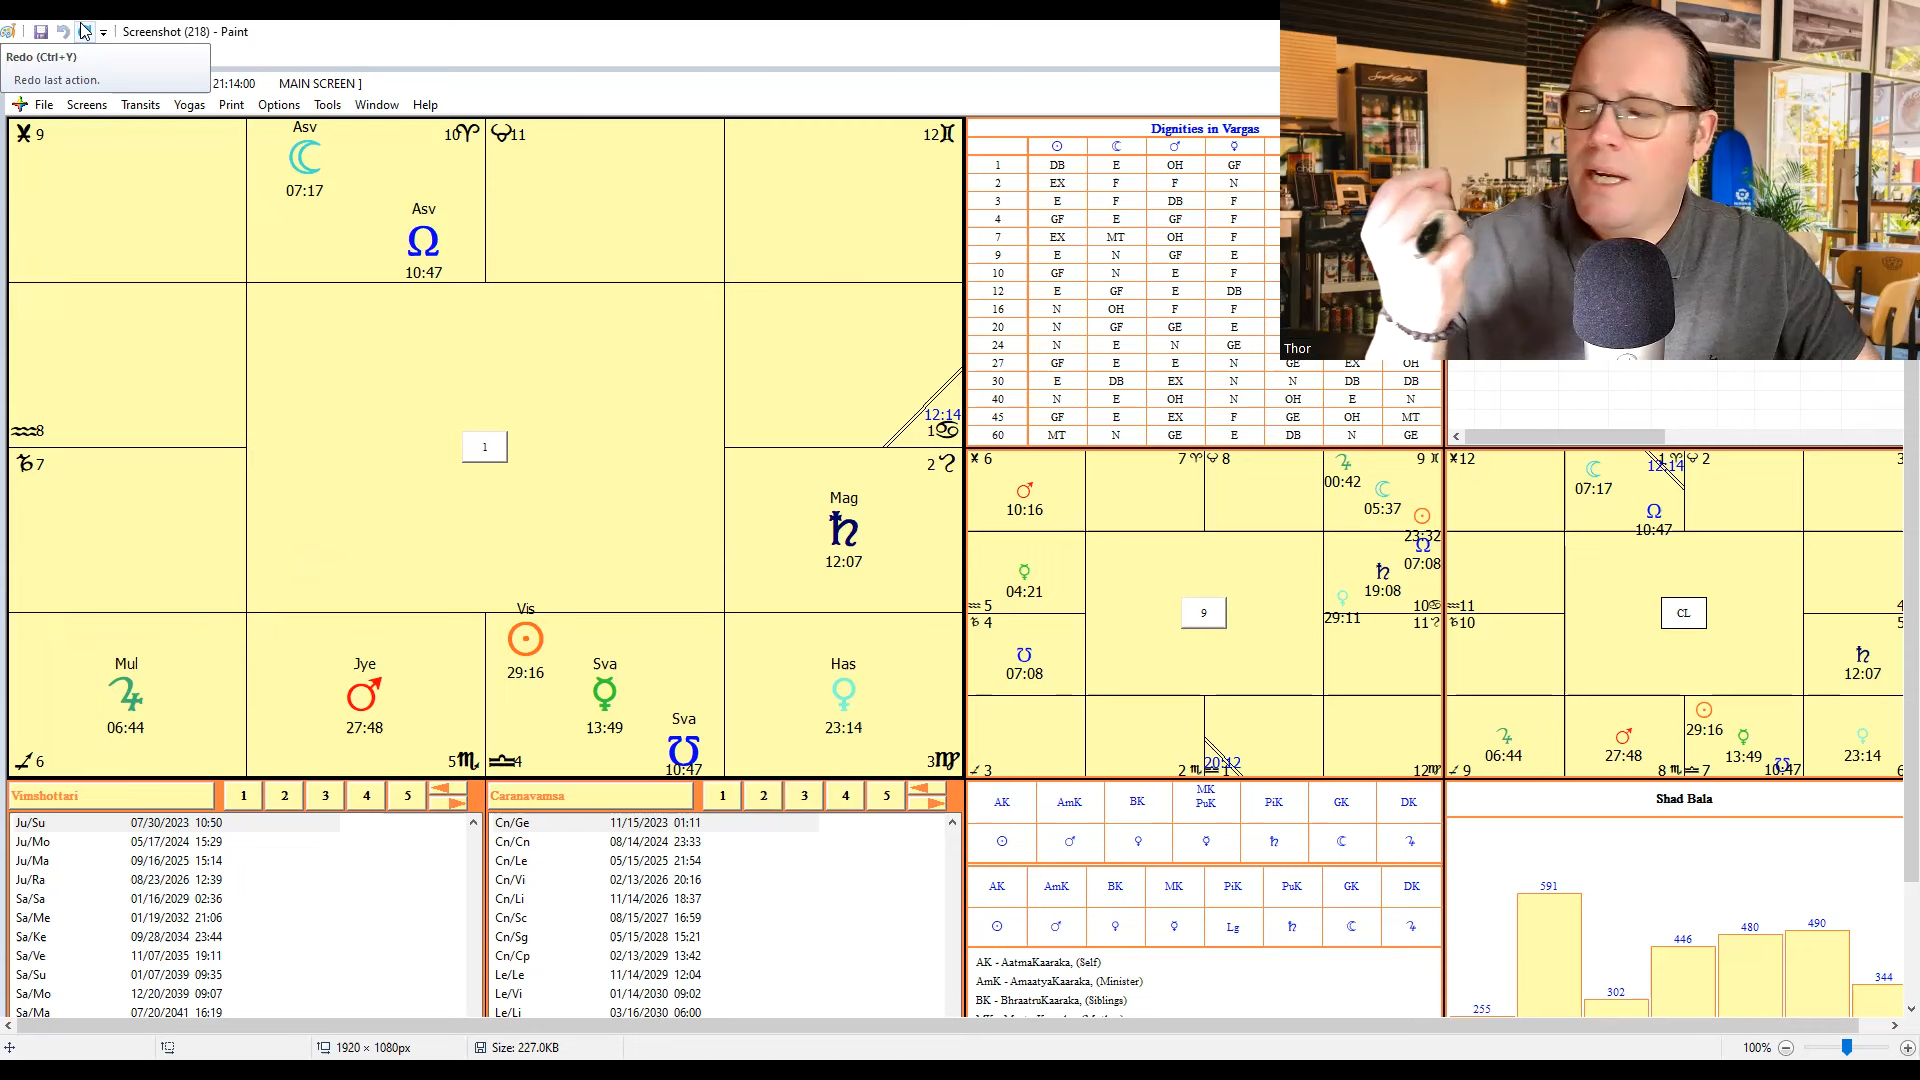 Screenshot (218) - Paint
Redo (Ctrl+Y)
Redo last action.
21:14:00 MAIN SCREEN ]
File Screens Transits Yogas Print Options Tools Window Help
9 Asv 10 11 12
07:17
Asv
10:47
8
12:14
1
1
7 2
Mag
12:07
Vis
29:16
Mul Jye Sva Has
06:44 27:48 13:49 23:14
Sva
10:47
6 5 4 3
Dignities in Vargas
1 DB E OH GF
2 EX F F N
3 E F DB F
4 GF E GF F
7 EX MT OH F
9 E N GF E
10 GF N E F
12 E GF E DB
16 N OH F F
20 N GF GE E
24 N E N GE
27 GF E E N GE EX OH
30 E DB EX N N DB DB
40 N E OH N OH E N
45 GF E EX F GE OH MT
60 MT N GE E DB N GE
Thor
6 7 8 9
00:42
10:16 05:37
23:32
07:08
04:21 19:08
29:11
5 10
4 9 11
07:08
20:12
3 2 1 12
12 1 2 3
12:14
07:17
10:47
11 4
10 CL 5
12:07
29:16
06:44 27:48 13:49 10:47 23:14
9 8 7 6
Vimshottari 1 2 3 4 5
Ju/Su 07/30/2023 10:50
Ju/Mo 05/17/2024 15:29
Ju/Ma 09/16/2025 15:14
Ju/Ra 08/23/2026 12:39
Sa/Sa 01/16/2029 02:36
Sa/Me 01/19/2032 21:06
Sa/Ke 09/28/2034 23:44
Sa/Ve 11/07/2035 19:11
Sa/Su 01/07/2039 09:35
Sa/Mo 12/20/2039 09:07
Sa/Ma 07/20/2041 16:19
Caranavamsa 1 2 3 4 5
Cn/Ge 11/15/2023 01:11
Cn/Cn 08/14/2024 23:33
Cn/Le 05/15/2025 21:54
Cn/Vi 02/13/2026 20:16
Cn/Li 11/14/2026 18:37
Cn/Sc 08/15/2027 16:59
Cn/Sg 05/15/2028 15:21
Cn/Cp 02/13/2029 13:42
Le/Le 11/14/2029 12:04
Le/Vi 01/14/2030 09:02
Le/Li 03/16/2030 06:00
AK AmK BK MK PuK PiK GK DK
AK AmK BK MK PiK PuK GK DK
Lg
AK - AatmaKaaraka, (Self)
AmK - AmaatyaKaaraka, (Minister)
BK - BhraatruKaaraka, (Siblings)
Shad Bala
255 591 302 446 480 490 344
1920 × 1080px Size: 227.0KB 100%